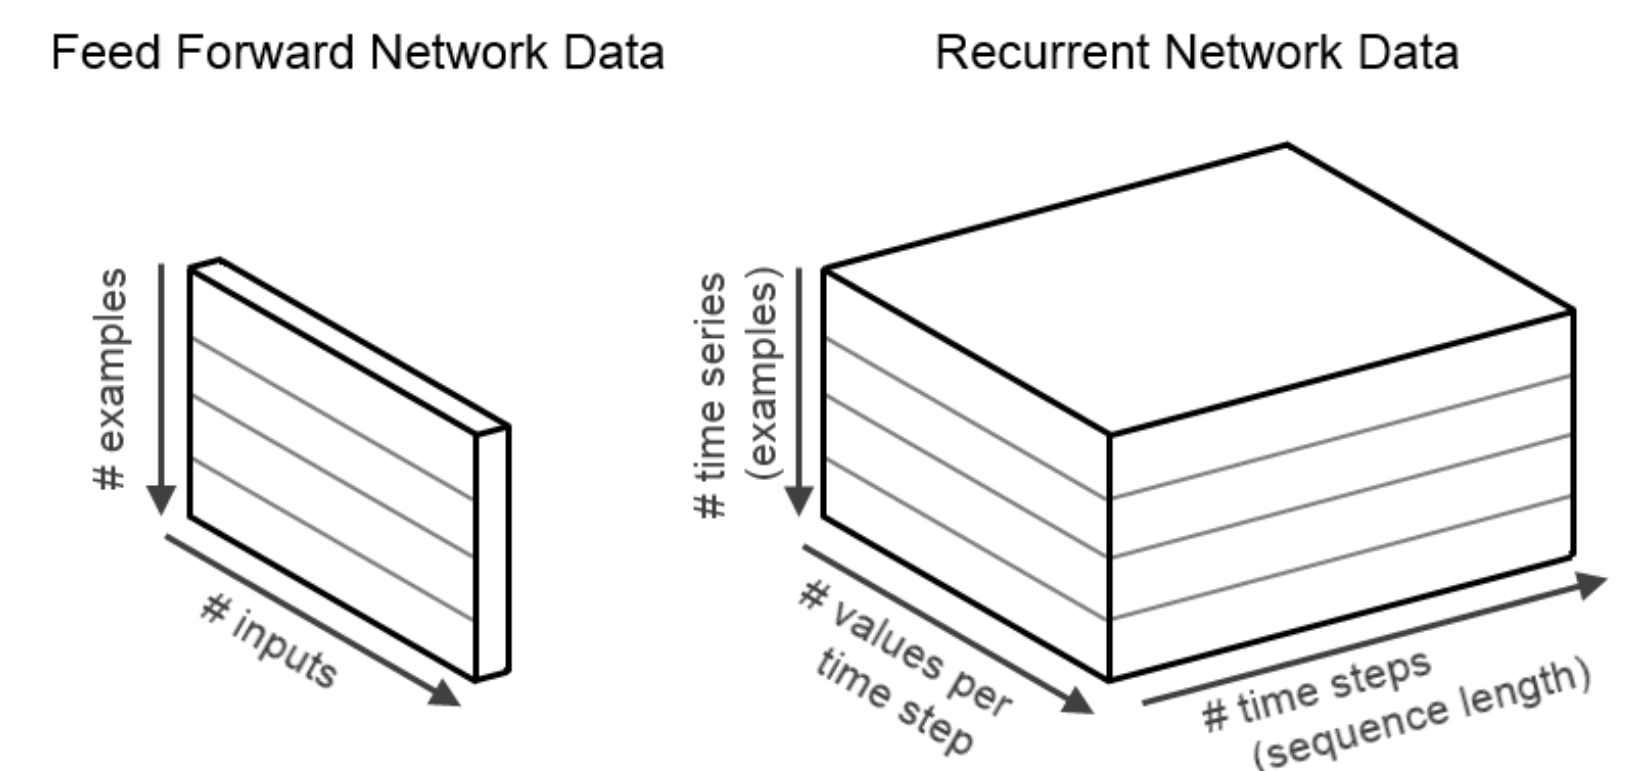 Feed Forward Network Data
Recurrent Network Data
# examples
# inputs
# time series
(examples)
# values per
time step
# time steps
(sequence length)